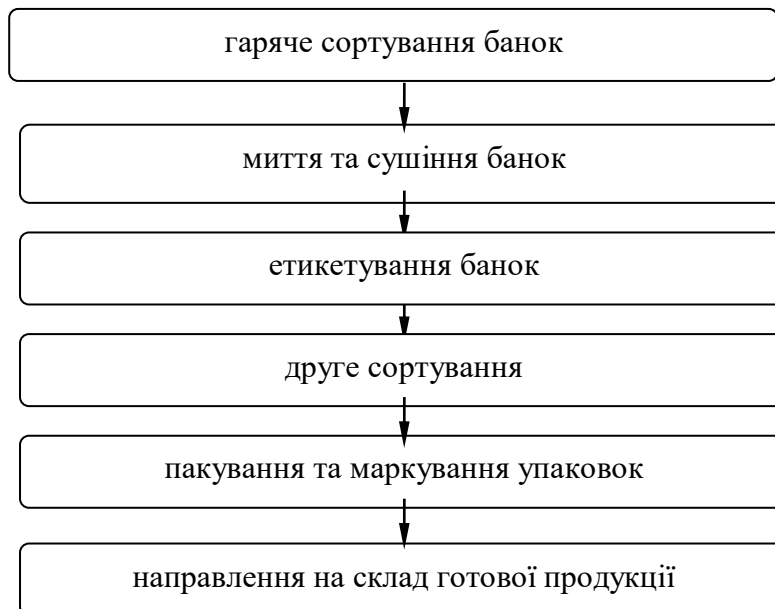 гаряче сортування банок
миття та сушіння банок
етикетування банок
друге сортування
пакування та маркування упаковок
направлення на склад готової продукції